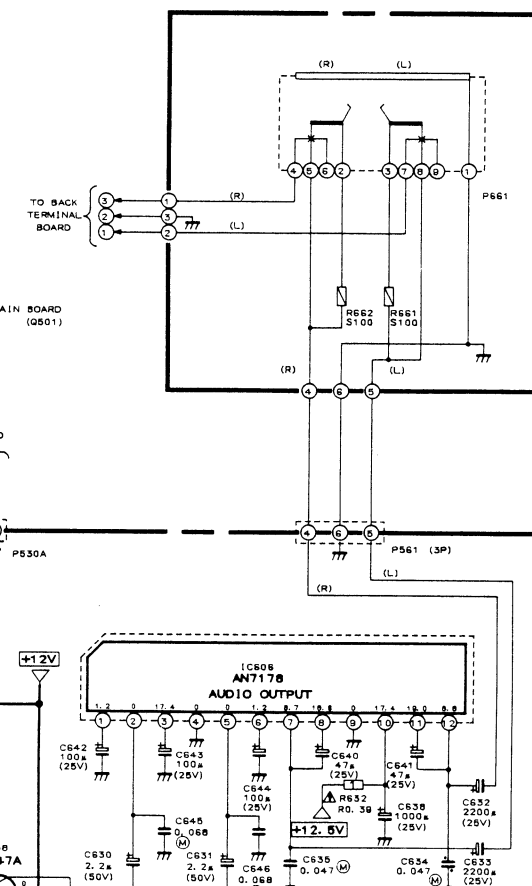 (R) (L)
4 5 6 2 3 7 8 9 1
P661
TO BACK
TERMINAL
BOARD
3 1 (R)
2 3
1 2 (L)
R662
S100
R661
S100
AIN BOARD
(Q501)
(R) (L)
4 6 5
4 6 5
P530A
P561 (3P)
(R) (L)
+12V
IC606
AN7178
AUDIO OUTPUT
1.2 0 17.4 0 0 1.2 8.7 16.8 0 17.4 19.0 8.8
1 2 3 4 5 6 7 8 9 10 11 12
C642
100μ
(25V)
C643
100μ
(25V)
C644
100μ
(25V)
C640
47μ
(25V)
C641
47μ
(25V)
R632
R0.39
+12.5V
C638
1000μ
(25V)
C632
2200μ
(25V)
C645
0.068
M
C630
2.2μ
(50V)
C631
2.2μ
(50V)
C646
0.068
C635
0.047 M
C634
0.047 M
C633
2200μ
(25V)
47A